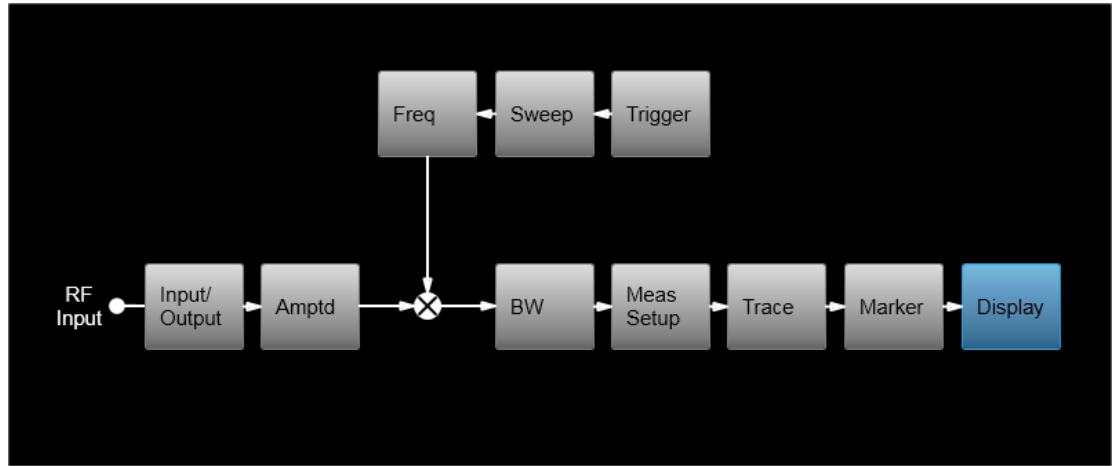 Freq
Sweep
Trigger
RF
Input
Input/
Output
Amptd
BW
Meas
Setup
Trace
Marker
Display